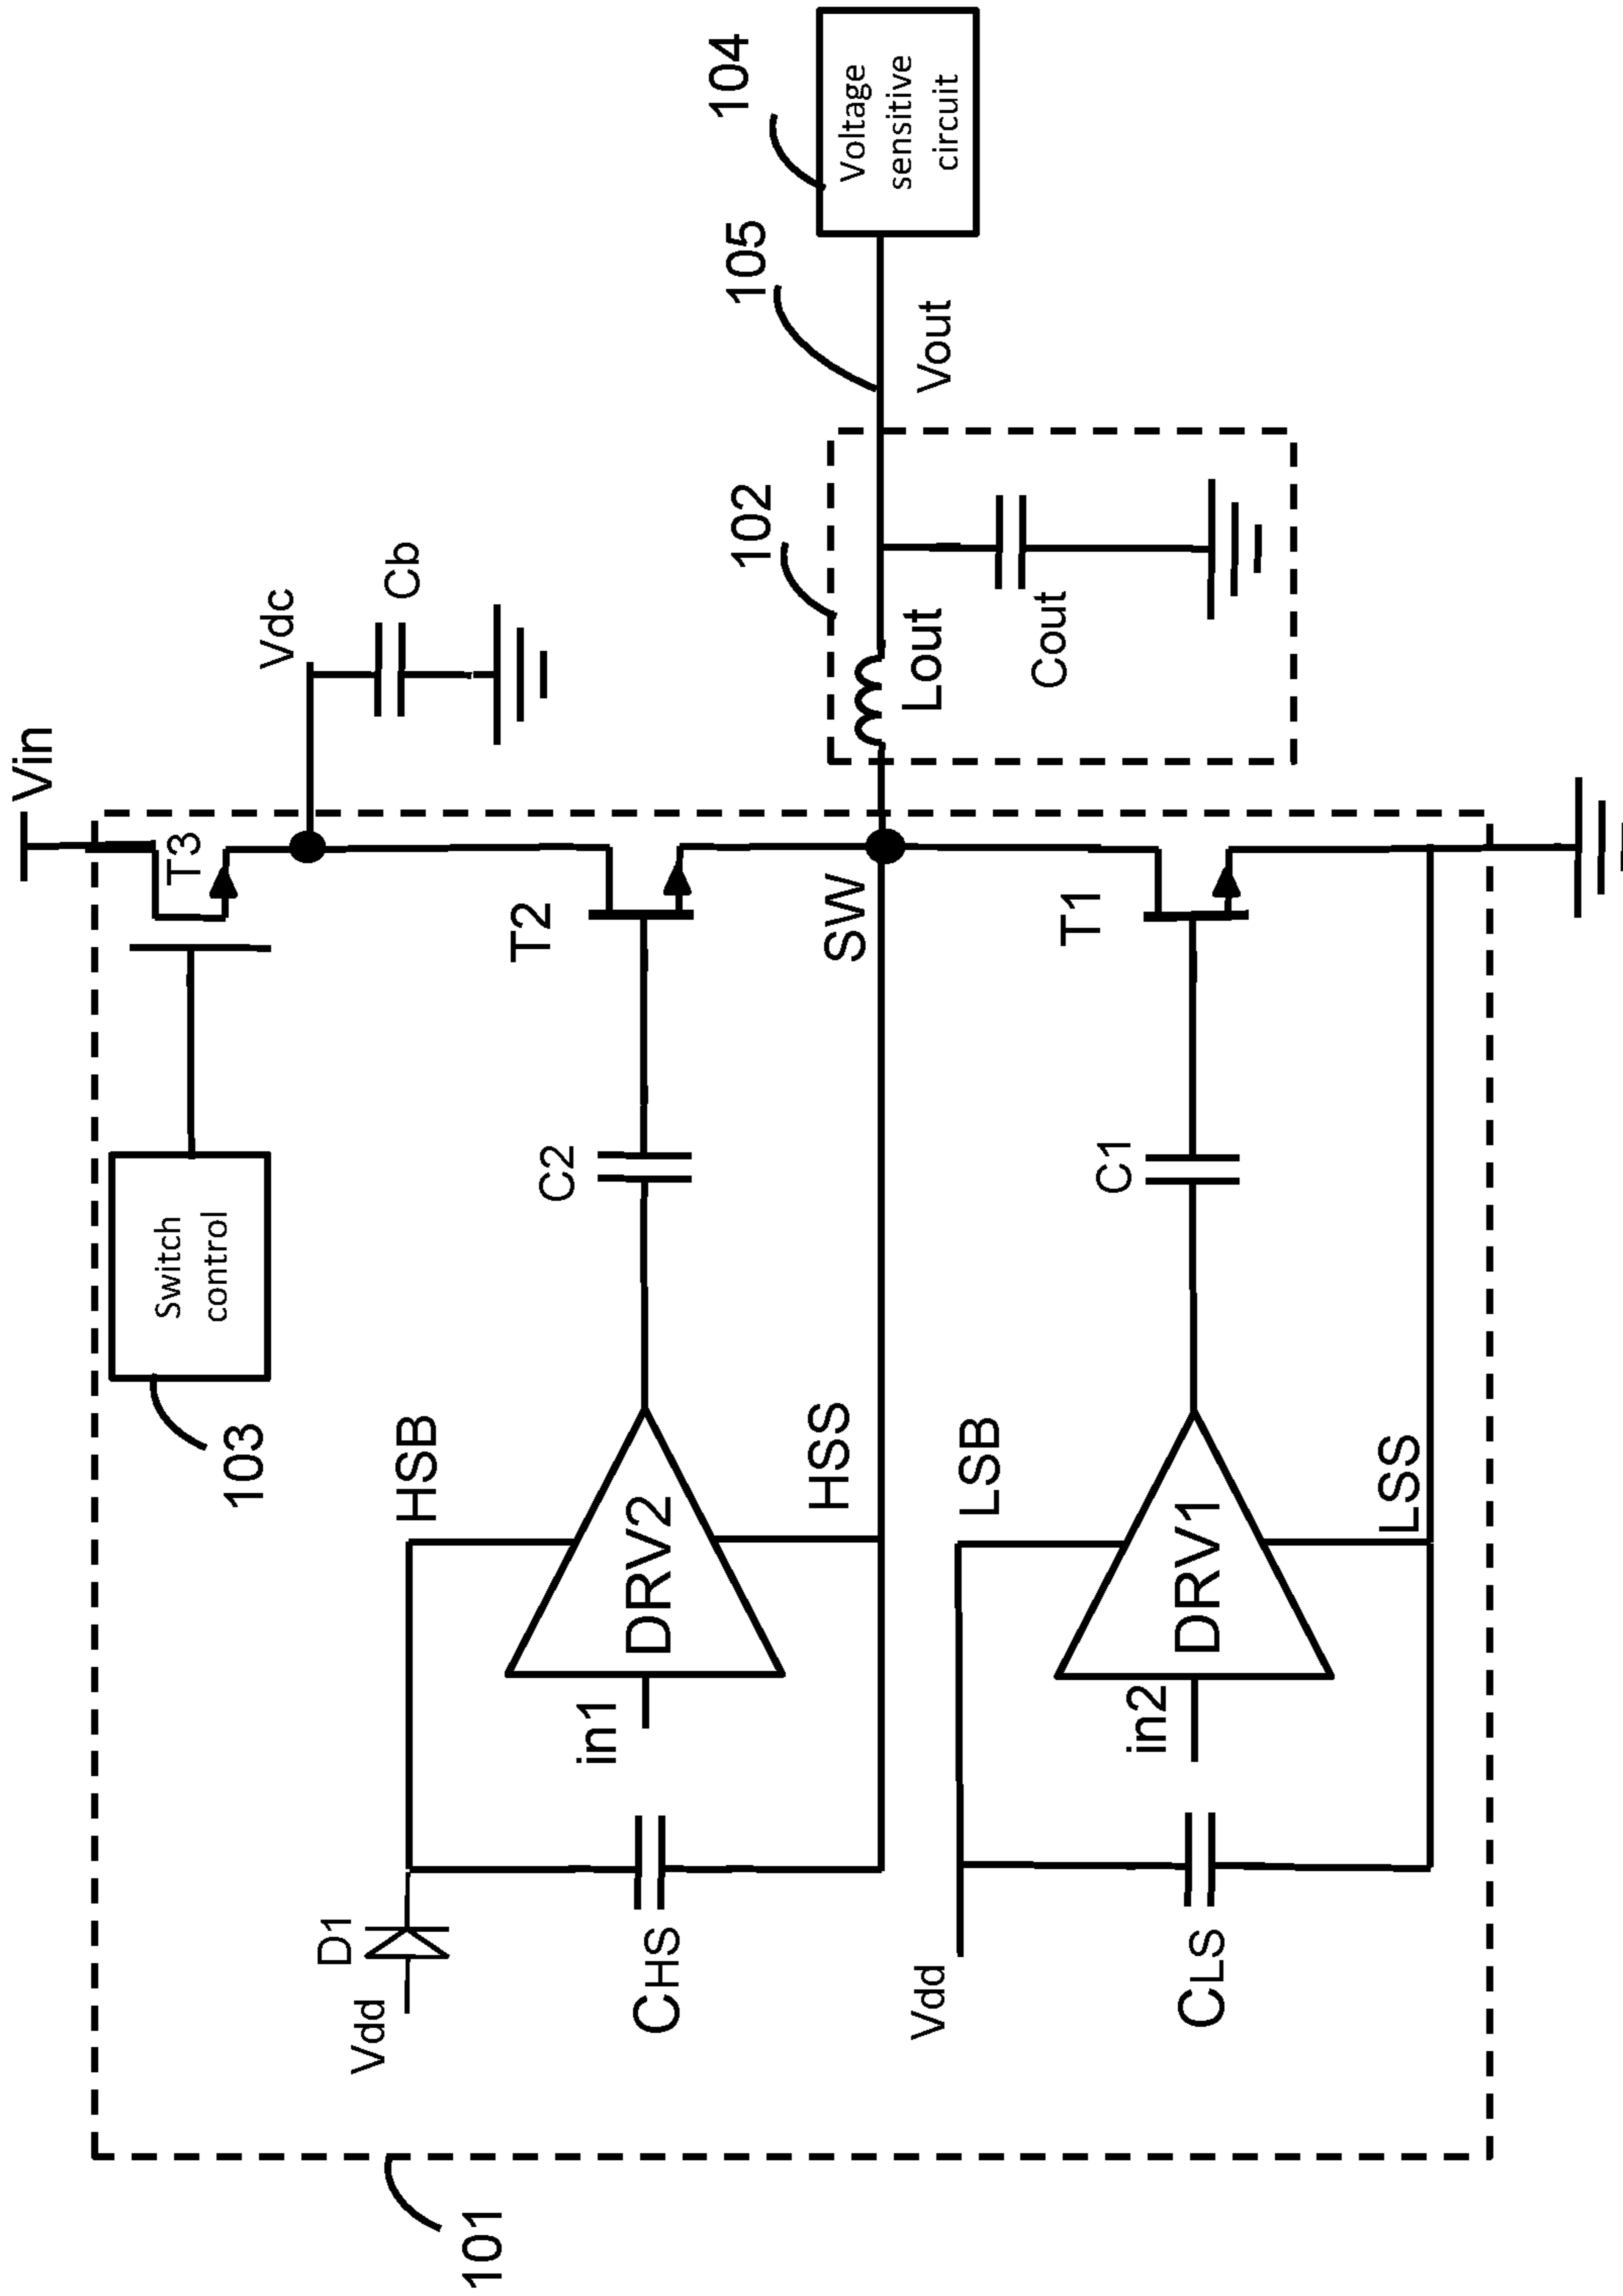 Vin
T3
Vdc
Cb
Switch
control
103
HSB
D1
Vdd
T2
C2
DRV2
in1
CHS
HSS
SW
102
Lout
Cout
105
Vout
104
Voltage
sensitive
circuit
LSB
Vdd
T1
C1
DRV1
in2
CLS
LSS
101